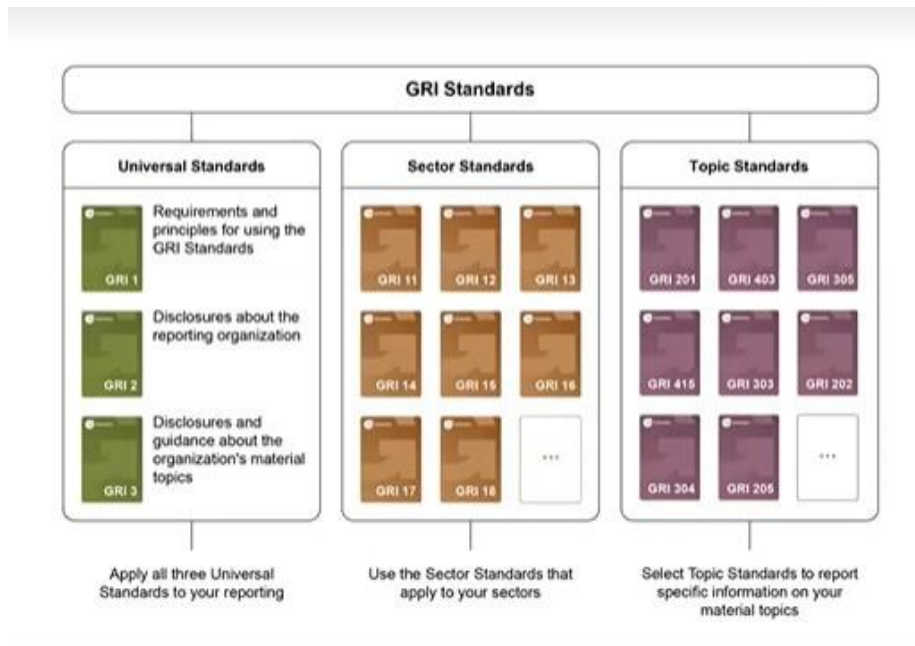 GRI Standards
Universal Standards
Requirements and
principles for using the
GRI Standards
GRI 1
Disclosures about the
reporting organization
GRI 2
Disclosures and
guidance about the
organization's material
topics
GRI 3
Apply all three Universal
Standards to your reporting
Sector Standards
GRI 11
GRI 12
GRI 13
GRI 14
GRI 15
GRI 16
GRI 17
GRI 18
...
Use the Sector Standards that
apply to your sectors
Topic Standards
GRI 201
GRI 403
GRI 305
GRI 415
GRI 303
GRI 202
GRI 304
GRI 205
...
Select Topic Standards to report
specific information on your
material topics